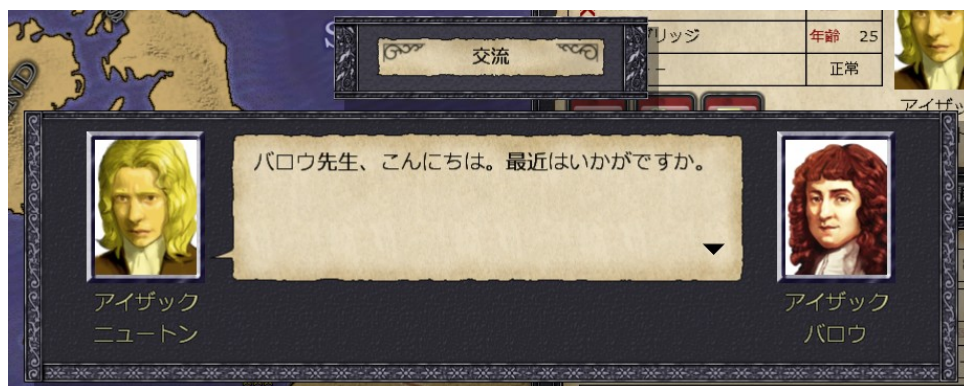 交流
ブリッジ
年齢 25
正常
バロウ先生、こんにちは。最近はいかがですか。
アイザック
ニュートン
アイザック
バロウ